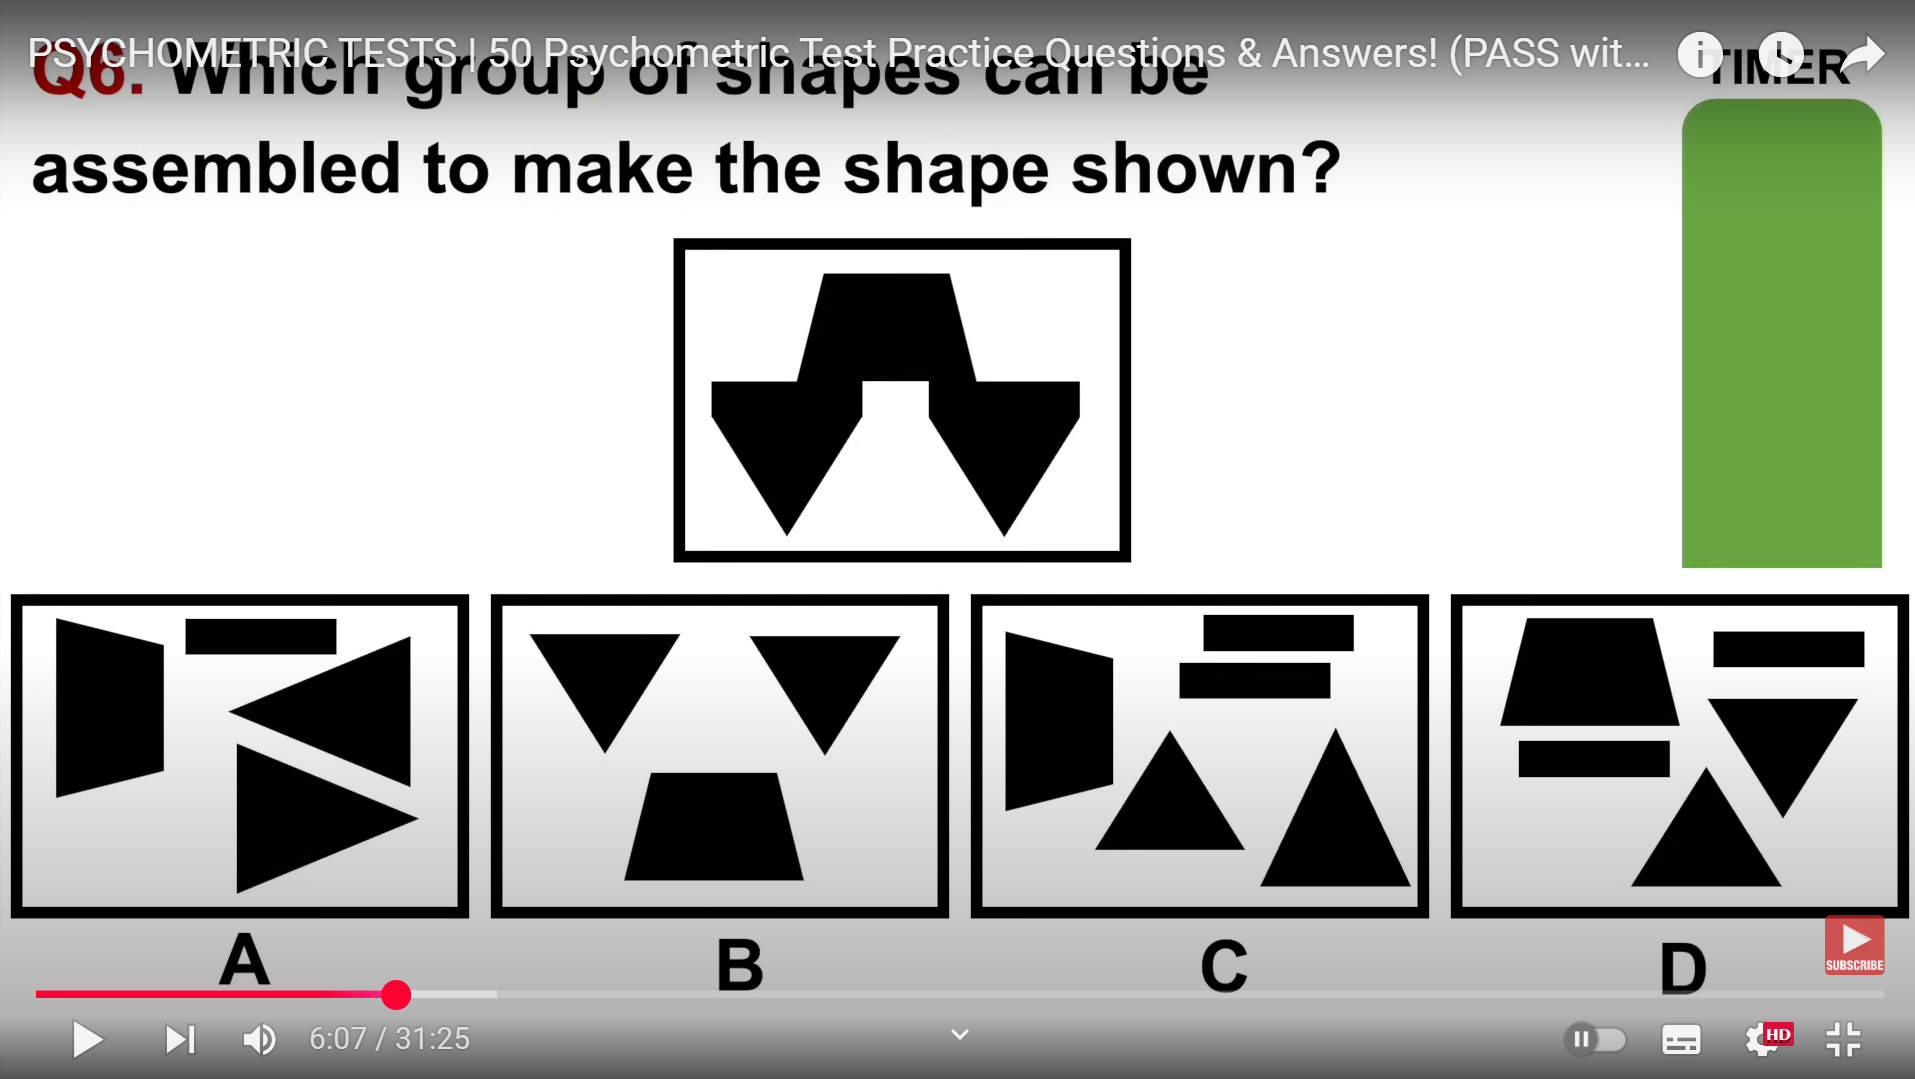 PSYCHOMETRIC TESTS | 50 Psychometric Test Practice Questions & Answers! (PASS wit...
Q6. Which group of shapes can be
TIMER
assembled to make the shape shown?
A
B
C
D
SUBSCRIBE
6:07 / 31:25
HD